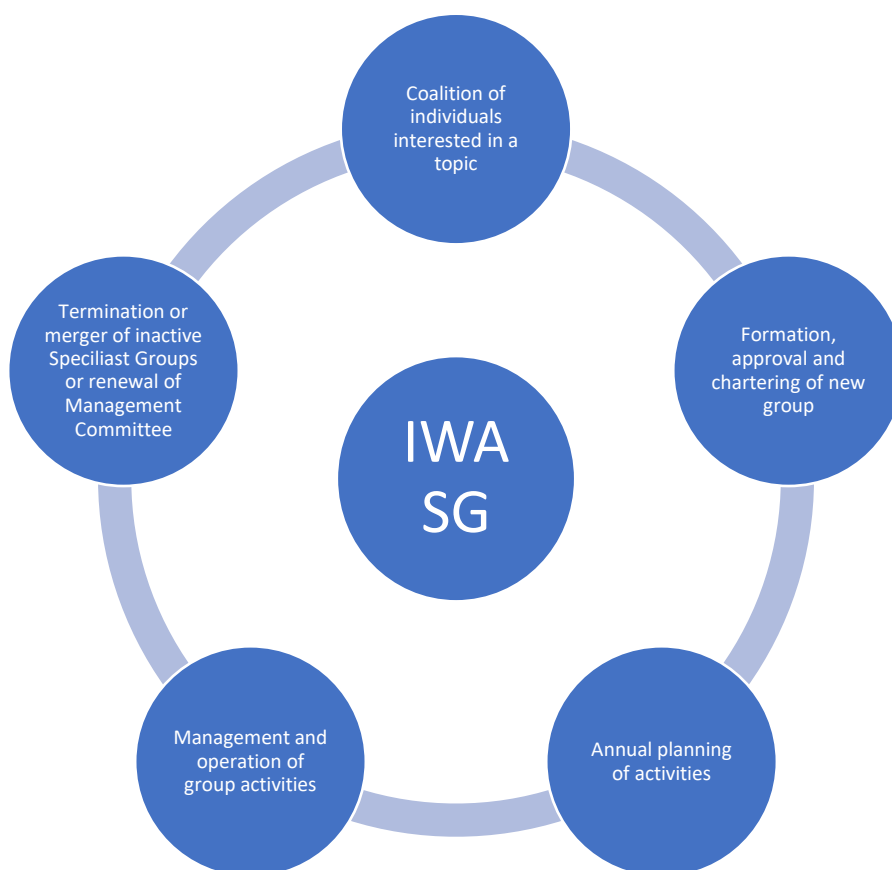 Coalition of
individuals
interested in a
topic
Formation,
approval and
chartering of new
group
Annual planning
of activities
Management and
operation of
group activities
Termination or
merger of inactive
Speciliast Groups
or renewal of
Management
Committee
IWA
SG